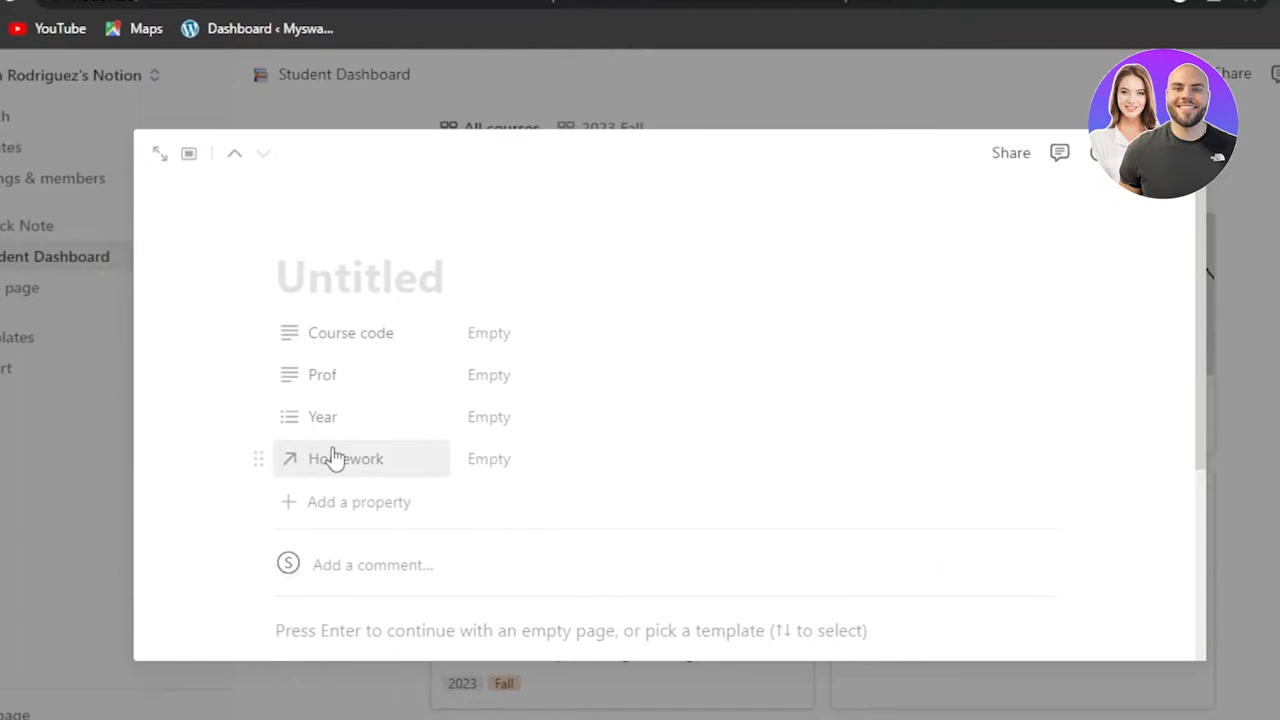 YouTube Maps Dashboard ‹ Myswa...
Rodriguez's Notion
Student Dashboard
Share
All courses 2023 Fall
ngs & members
ck Note
dent Dashboard
page
Share
Untitled
Course code Empty
Prof Empty
Year Empty
Homework Empty
Add a property
S Add a comment...
Press Enter to continue with an empty page, or pick a template (↑↓ to select)
2023 Fall
page